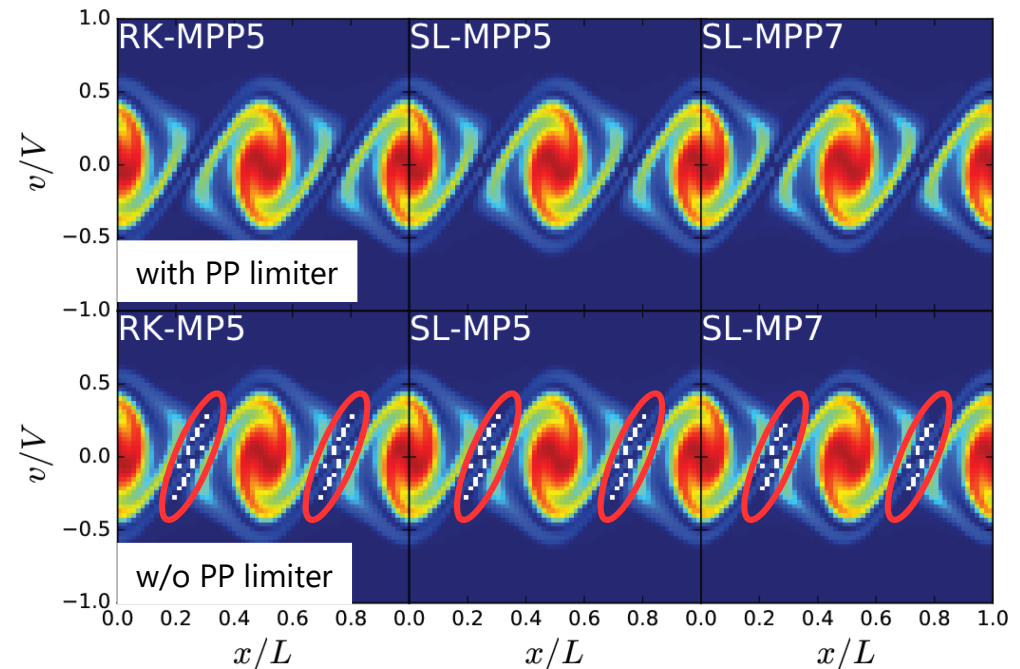 1.0
RK-MPP5
SL-MPP5
SL-MPP7
0.5
v/V
0.0
−0.5
with PP limiter
−1.0
RK-MP5
SL-MP5
SL-MP7
0.5
v/V
0.0
−0.5
w/o PP limiter
−1.0
0.0 0.2 0.4 0.6 0.8 0.0 0.2 0.4 0.6 0.8 0.0 0.2 0.4 0.6 0.8 1.0
x/L x/L x/L